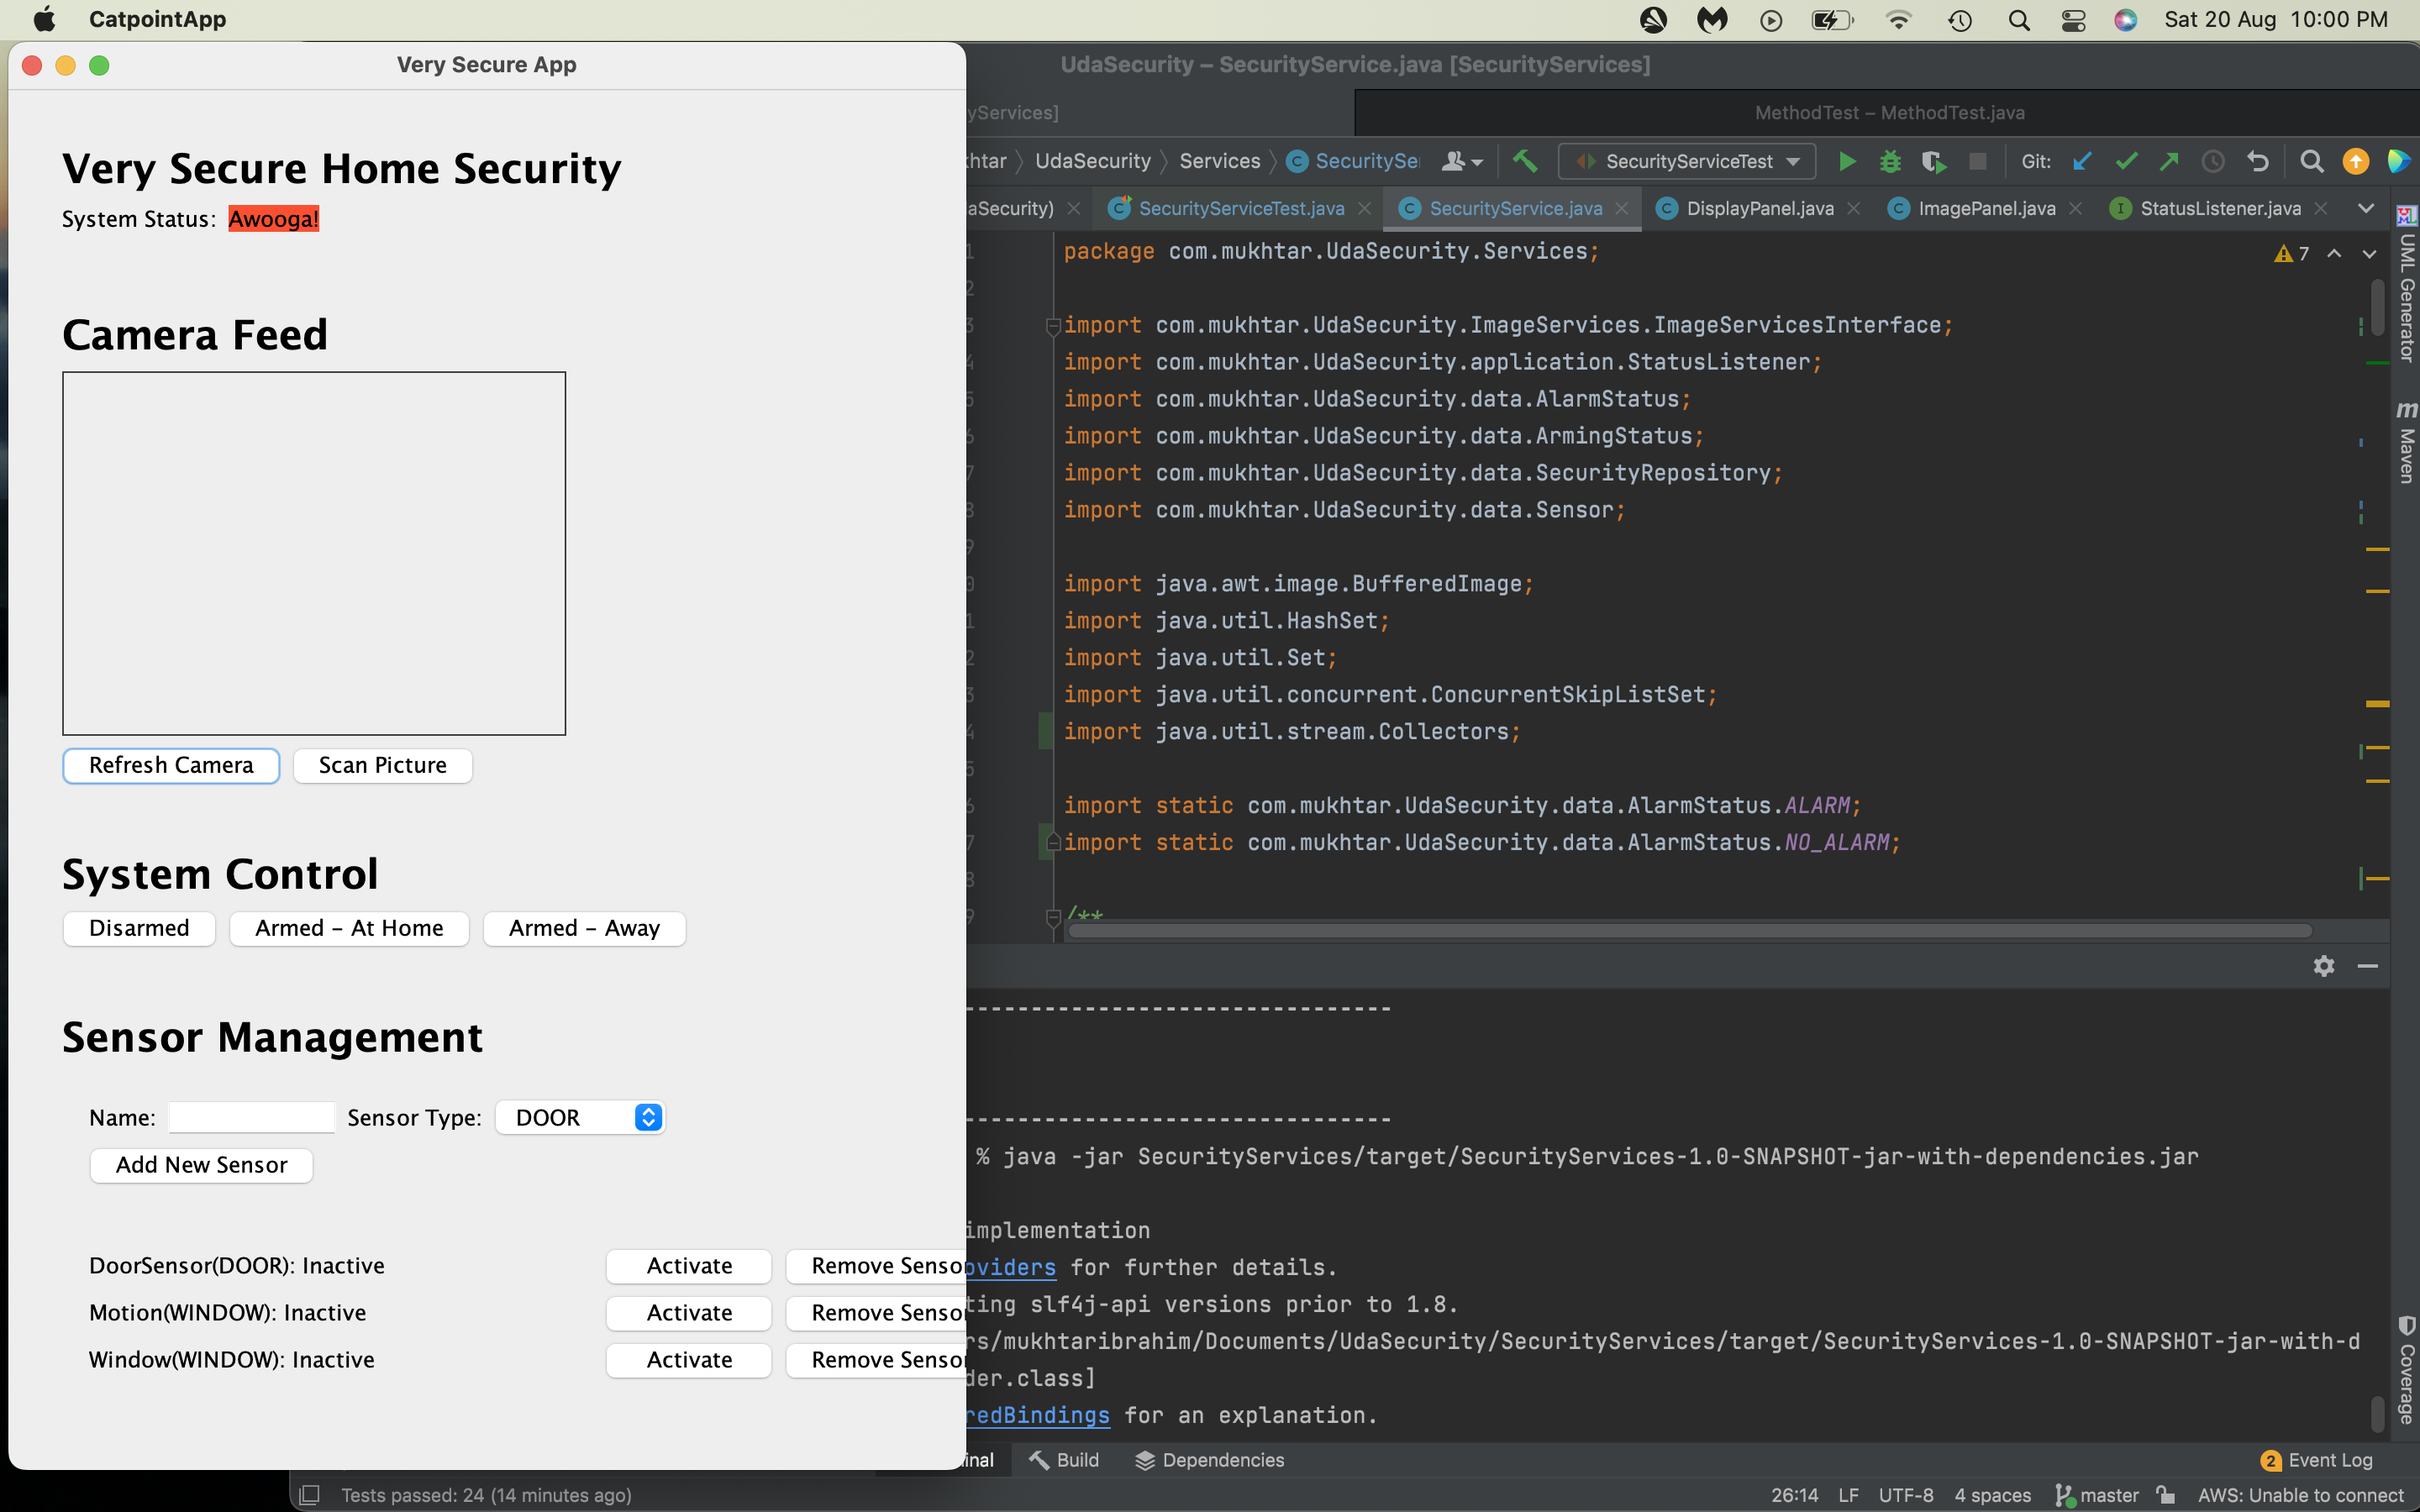 CatpointApp
Sat 20 Aug 10:00 PM
Very Secure App
Very Secure Home Security
System Status: Awooga!
Camera Feed
Refresh Camera
Scan Picture
System Control
Disarmed
Armed - At Home
Armed - Away
Sensor Management
Name:
Sensor Type:
DOOR
Add New Sensor
DoorSensor(DOOR): Inactive
Activate
Remove Sensor
Motion(WINDOW): Inactive
Activate
Remove Sensor
Window(WINDOW): Inactive
Activate
Remove Sensor
UdaSecurity – SecurityService.java [SecurityServices]
yServices]
MethodTest – MethodTest.java
khtar
UdaSecurity
Services
SecuritySe
SecurityServiceTest
Git:
aSecurity)
SecurityServiceTest.java
SecurityService.java
DisplayPanel.java
ImagePanel.java
StatusListener.java
7
package com.mukhtar.UdaSecurity.Services;
import com.mukhtar.UdaSecurity.ImageServices.ImageServicesInterface;
import com.mukhtar.UdaSecurity.application.StatusListener;
import com.mukhtar.UdaSecurity.data.AlarmStatus;
import com.mukhtar.UdaSecurity.data.ArmingStatus;
import com.mukhtar.UdaSecurity.data.SecurityRepository;
import com.mukhtar.UdaSecurity.data.Sensor;
import java.awt.image.BufferedImage;
import java.util.HashSet;
import java.util.Set;
import java.util.concurrent.ConcurrentSkipListSet;
import java.util.stream.Collectors;
import static com.mukhtar.UdaSecurity.data.AlarmStatus.ALARM;
import static com.mukhtar.UdaSecurity.data.AlarmStatus.NO_ALARM;
/**
UML Generator
m Maven
Coverage
-------------------------------
-------------------------------
% java -jar SecurityServices/target/SecurityServices-1.0-SNAPSHOT-jar-with-dependencies.jar
implementation
oviders for further details.
ting slf4j-api versions prior to 1.8.
rs/mukhtaribrahim/Documents/UdaSecurity/SecurityServices/target/SecurityServices-1.0-SNAPSHOT-jar-with-d
der.class]
redBindings for an explanation.
inal
Build
Dependencies
2 Event Log
Tests passed: 24 (14 minutes ago)
26:14
LF
UTF-8
4 spaces
master
AWS: Unable to connect